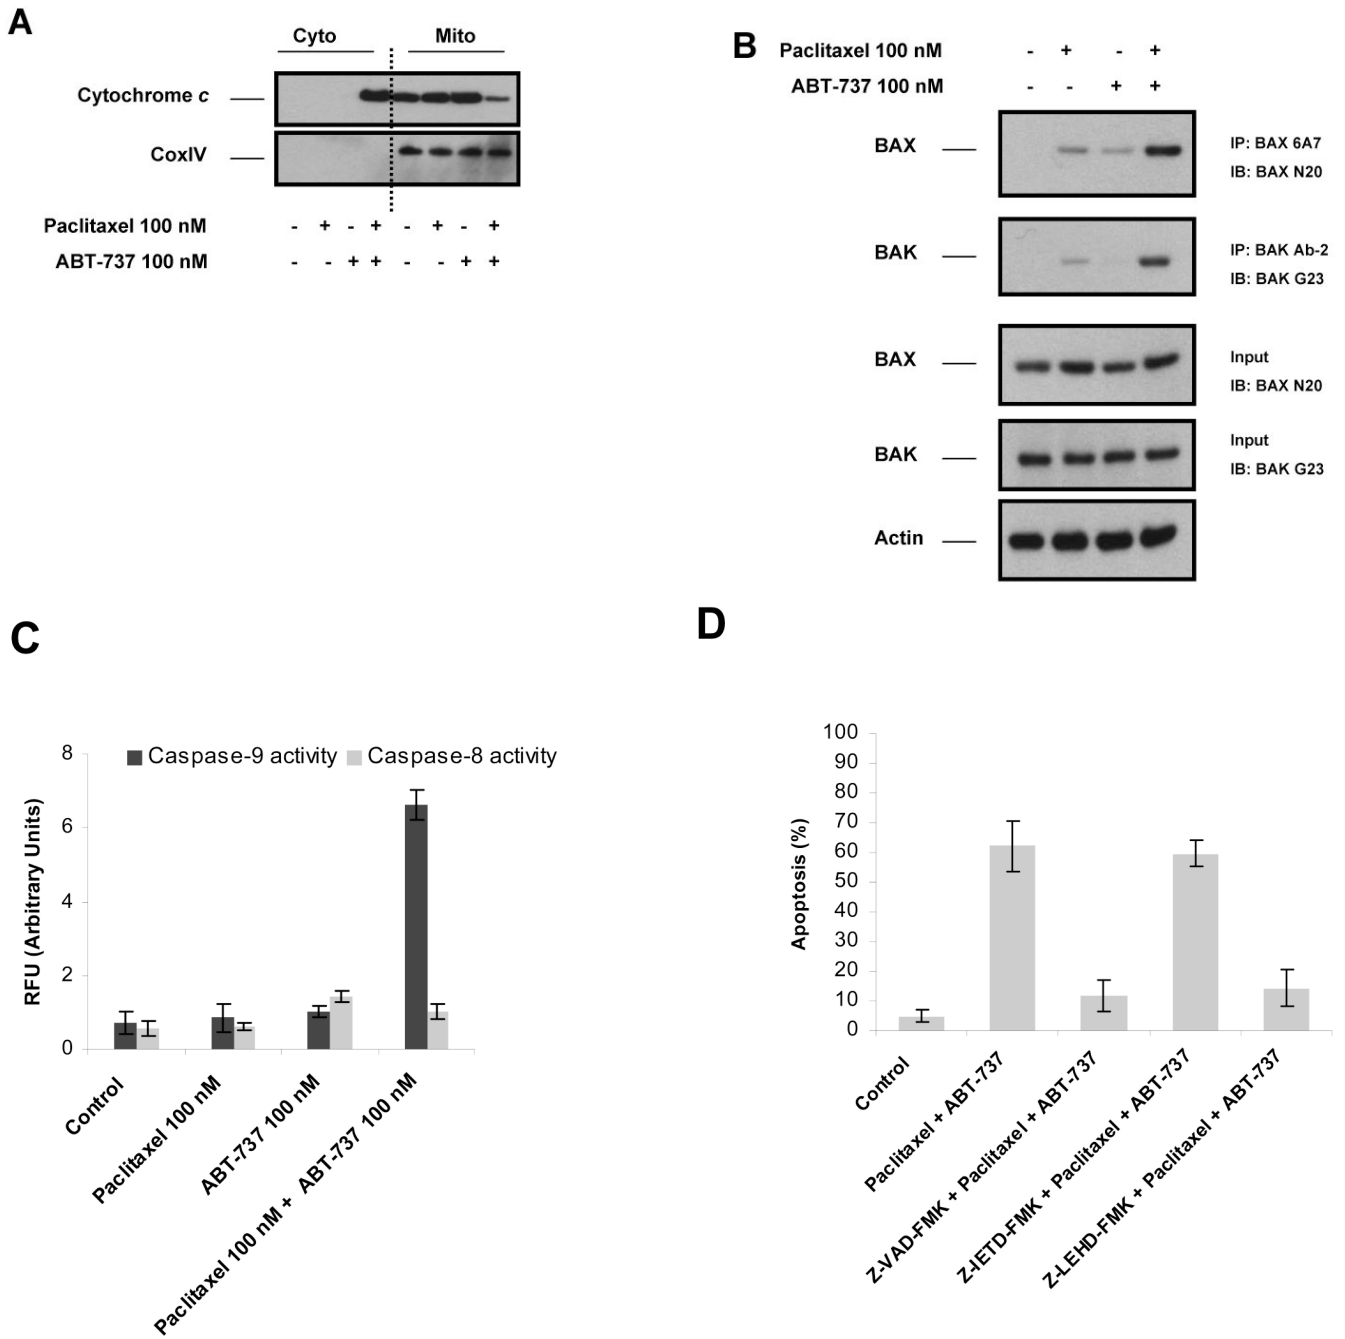 A
Cyto Mito
Cytochrome c
CoxIV
Paclitaxel 100 nM - + - + - + - +
ABT-737 100 nM - - + + - - + +
B
Paclitaxel 100 nM - + - +
ABT-737 100 nM - - + +
BAX
IP: BAX 6A7
IB: BAX N20
BAK
IP: BAK Ab-2
IB: BAK G23
BAX
Input
IB: BAX N20
BAK
Input
IB: BAK G23
Actin
C
Caspase-9 activity Caspase-8 activity
RFU (Arbitrary Units)
8
6
4
2
0
Control
Paclitaxel 100 nM
ABT-737 100 nM
Paclitaxel 100 nM + ABT-737 100 nM
D
Apoptosis (%)
100
90
80
70
60
50
40
30
20
10
0
Control
Paclitaxel + ABT-737
Z-VAD-FMK + Paclitaxel + ABT-737
Z-IETD-FMK + Paclitaxel + ABT-737
Z-LEHD-FMK + Paclitaxel + ABT-737